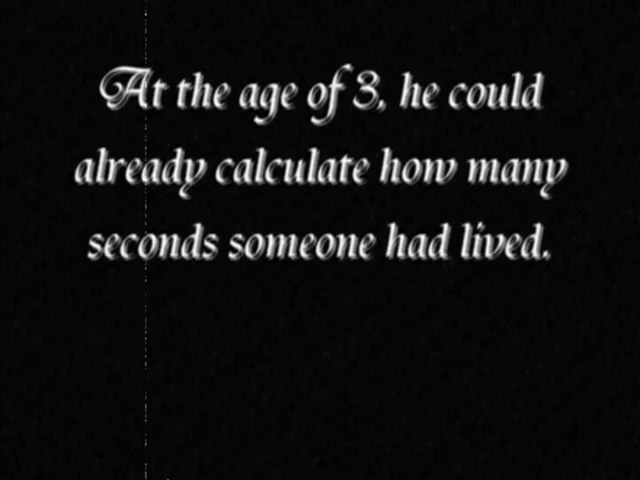 At the age of 3, he could
already calculate how many
seconds someone had lived.